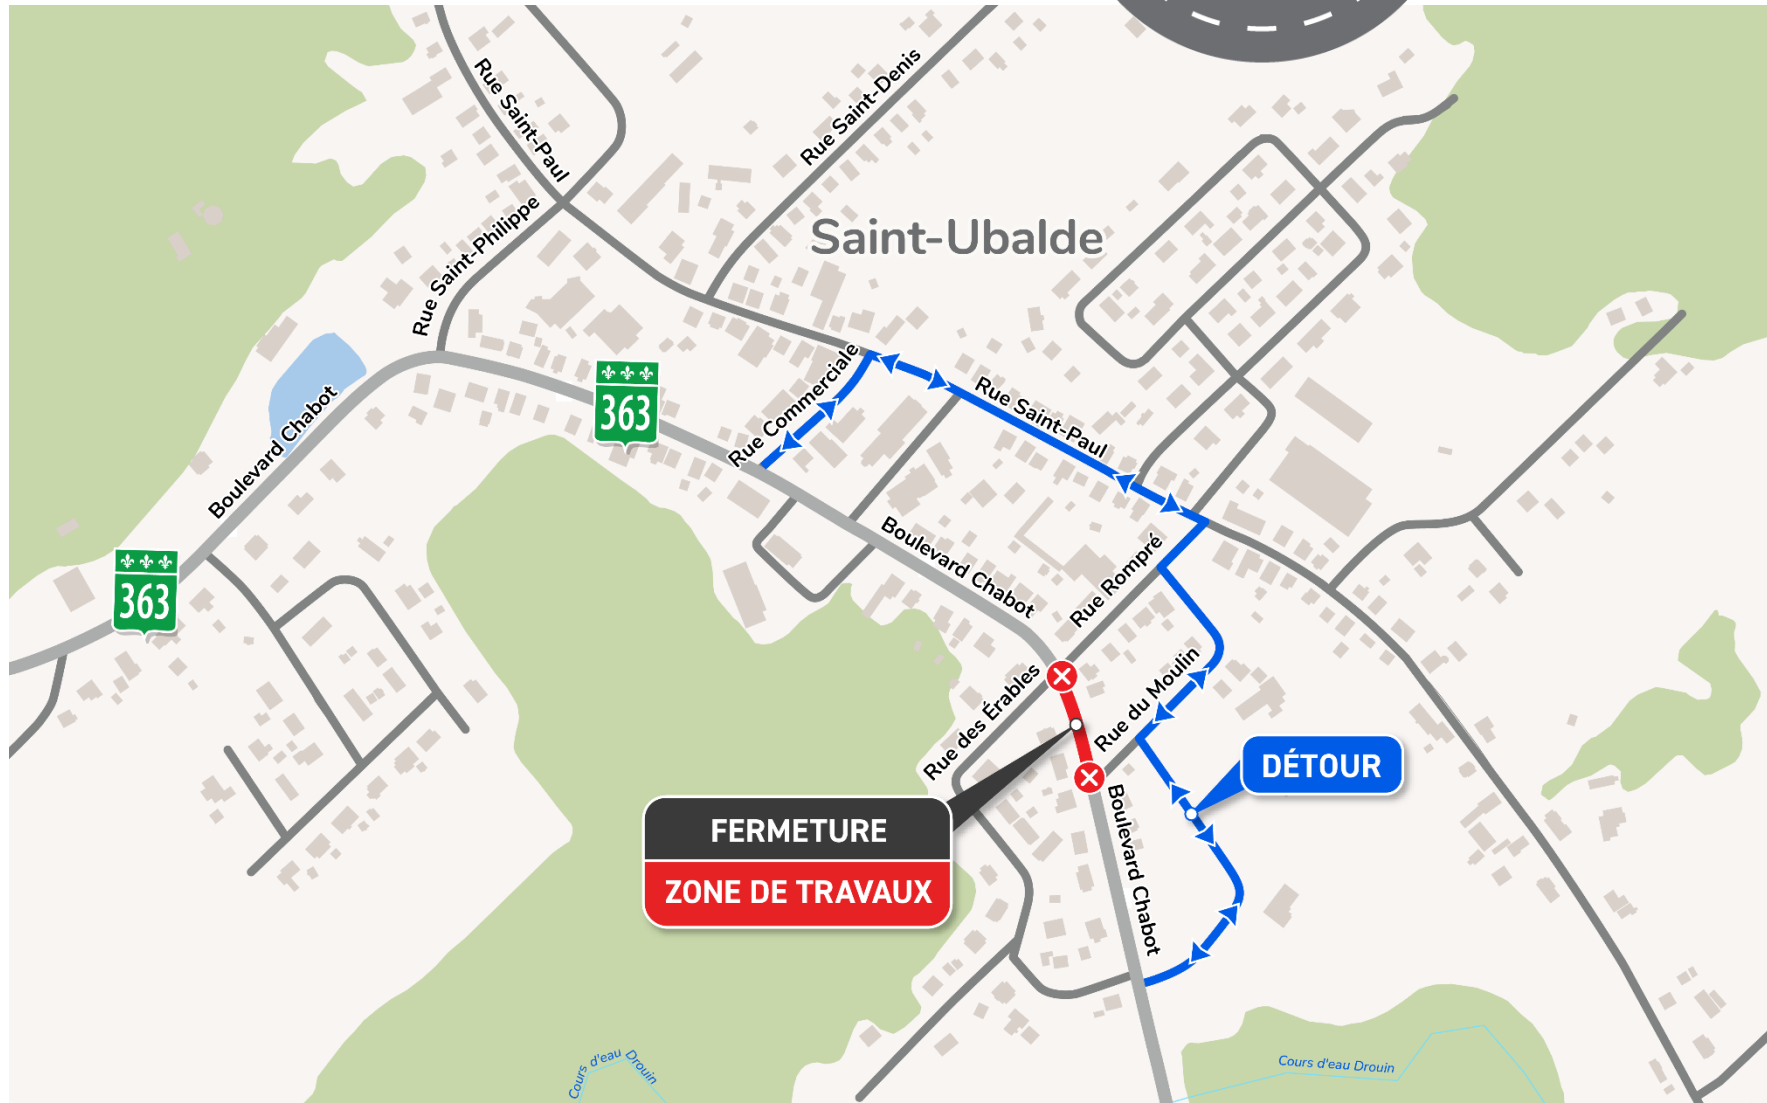 Rue Saint-Paul
Rue Saint-Denis
Rue Saint-Philippe
Saint-Ubalde
363
Boulevard Chabot
Rue Commerciale
Rue Saint-Paul
363
Boulevard Chabot
Rue Rompré
Rue des Érables
Rue du Moulin
DÉTOUR
FERMETURE
ZONE DE TRAVAUX
Boulevard Chabot
Cours d'eau Drouin
Cours d'eau Drouin